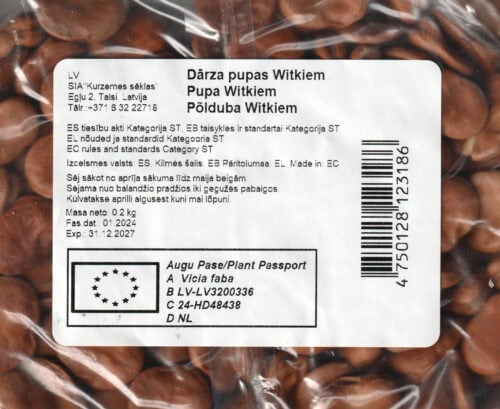 LV
SIA"Kurzemes sēklas"
Egļu 2, Talsi, Latvija
Tālr.:+371 8 32 22718
Dārza pupas Witkiem
Pupa Witkiem
Põlduba Witkiem
ES tiesību akti Kategorija ST, EB taisyklės ir standartai Kategorija ST
EL nõuded ja standardid Kategooria ST
EC rules and standards Category ST
Izcelsmes valsts: ES, Kilmės šalis: EB Päritolumaa: EL, Made in: EC
Sēj sākot no aprīļa sākuma līdz maija beigām.
Sėjama nuo balandžio pradžios iki gegužės pabaigos.
Külvatakse aprilli algusest kuni mai lõpuni.
Masa neto: 0,2 kg
Fas dat.: 01.2024
Exp.: 31.12.2027
4 750128 123186
Augu Pase/Plant Passport
A Vicia faba
B LV-LV3200336
C 24-HD48438
D NL